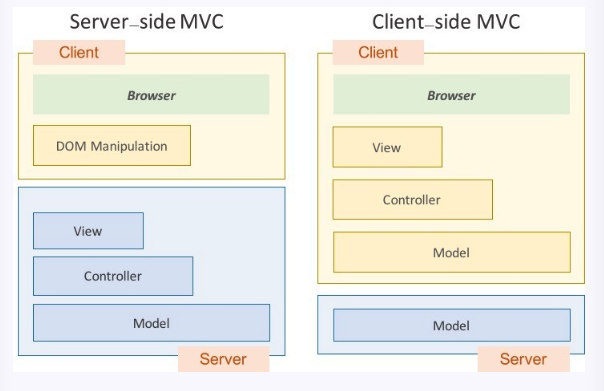 Server–side MVC
Client
Browser
DOM Manipulation
View
Controller
Model
Server
Client–side MVC
Client
Browser
View
Controller
Model
Model
Server